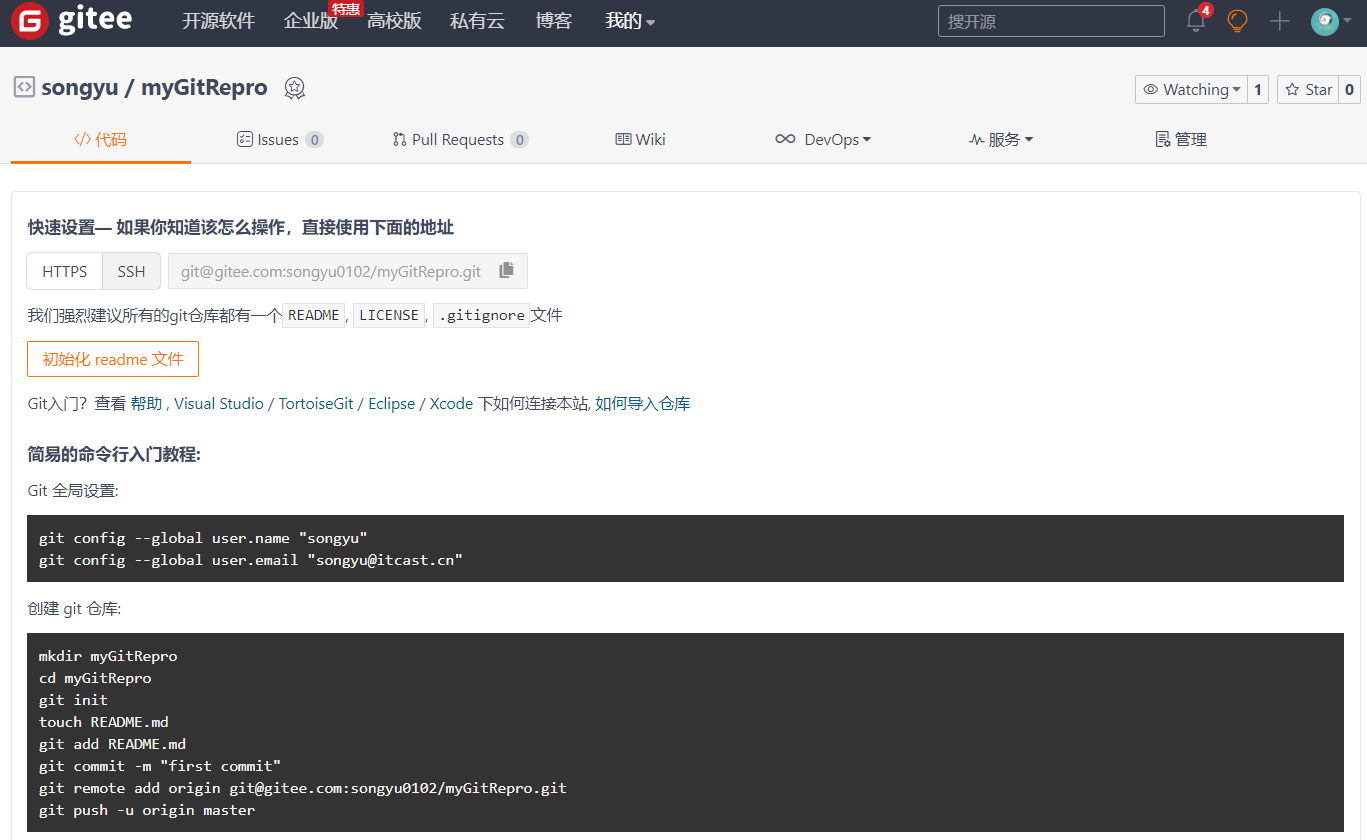 gitee 开源软件 企业版 特惠 高校版 私有云 博客 我的 搜开源 4
songyu / myGitRepro Watching 1 Star 0
代码 Issues 0 Pull Requests 0 Wiki DevOps 服务 管理
快速设置— 如果你知道该怎么操作，直接使用下面的地址
HTTPS SSH git@gitee.com:songyu0102/myGitRepro.git
我们强烈建议所有的git仓库都有一个 README, LICENSE, .gitignore 文件
初始化 readme 文件
Git入门？查看 帮助 , Visual Studio / TortoiseGit / Eclipse / Xcode 下如何连接本站, 如何导入仓库
简易的命令行入门教程:
Git 全局设置:
git config --global user.name "songyu"
git config --global user.email "songyu@itcast.cn"
创建 git 仓库:
mkdir myGitRepro
cd myGitRepro
git init
touch README.md
git add README.md
git commit -m "first commit"
git remote add origin git@gitee.com:songyu0102/myGitRepro.git
git push -u origin master